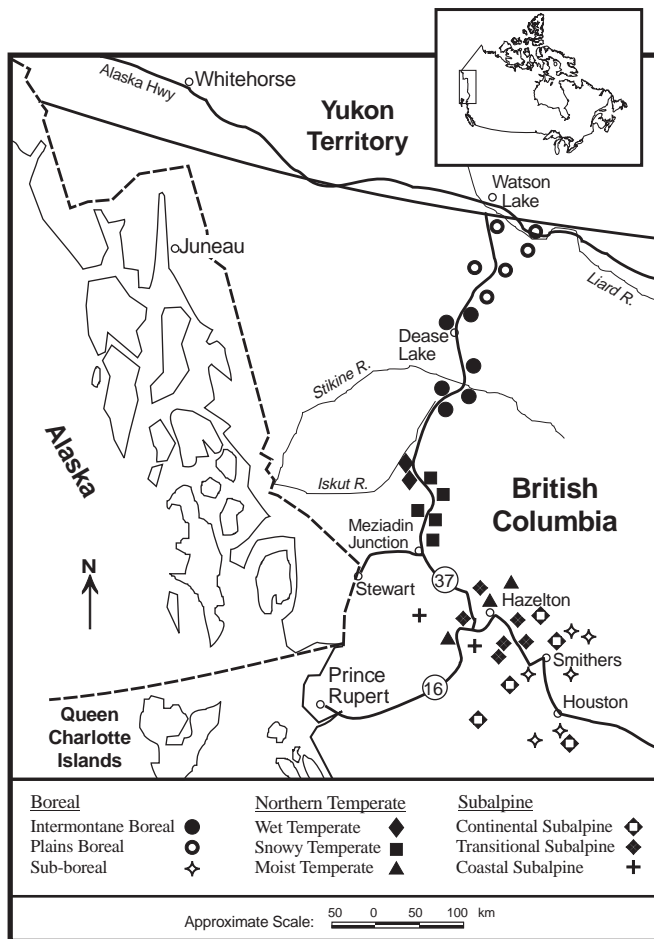 Alaska Hwy
Whitehorse
Yukon
Territory
Watson
Lake
Juneau
Liard R.
Dease
Lake
Stikine R.
Alaska
Iskut R.
British
Columbia
Meziadin
Junction
N
Stewart
37
Hazelton
Smithers
Prince
Rupert
16
Houston
Queen
Charlotte
Islands
Boreal
Intermontane Boreal
Plains Boreal
Sub-boreal
Northern Temperate
Wet Temperate
Snowy Temperate
Moist Temperate
Subalpine
Continental Subalpine
Transitional Subalpine
Coastal Subalpine
Approximate Scale: 50 0 50 100 km